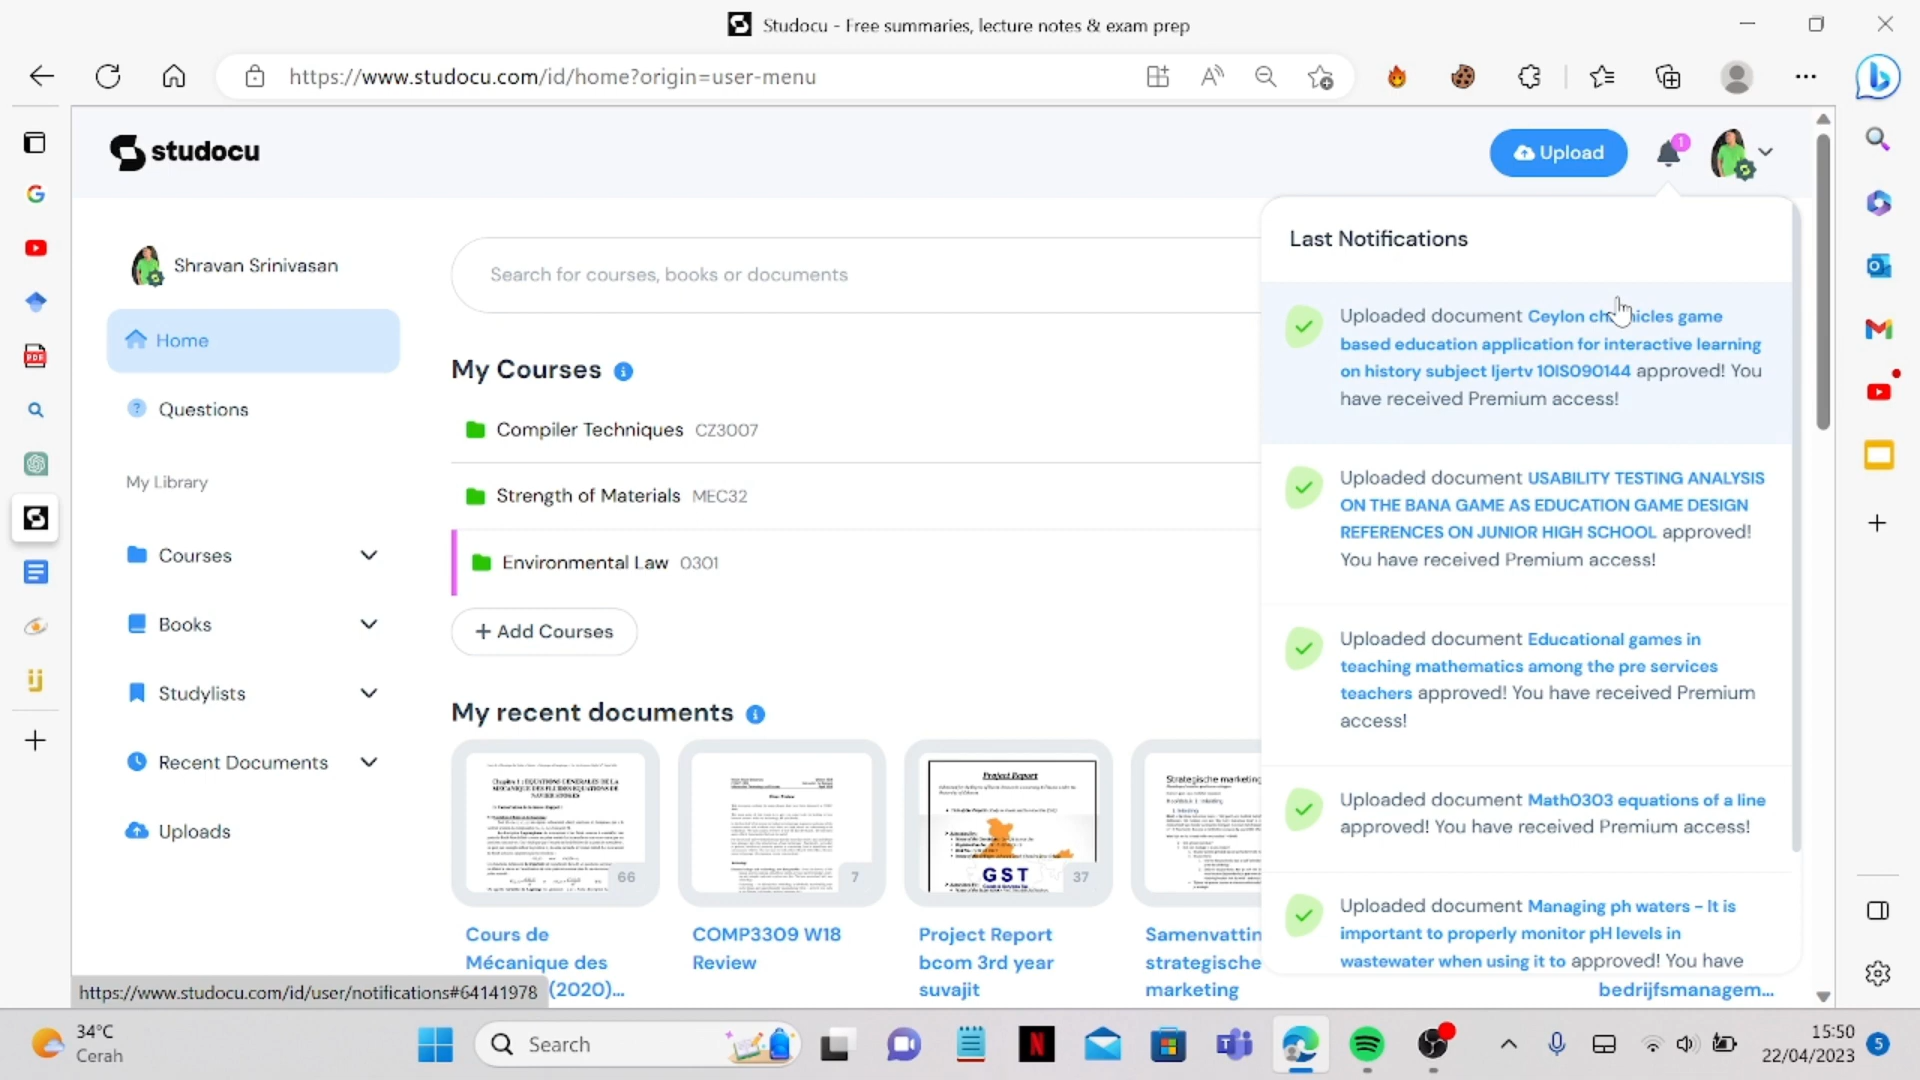 Studocu - Free summaries, lecture notes & exam prep
https://www.studocu.com/id/home?origin=user-menu
studocu
Upload
1
Shravan Srinivasan
Home
Questions
My Library
Courses
Books
Studylists
Recent Documents
Uploads
Search for courses, books or documents
My Courses
Compiler Techniques CZ3007
Strength of Materials MEC32
Environmental Law 0301
+ Add Courses
My recent documents
66
7
Project Report
GST
37
Strategische marketing
Cours de
Mécanique des
(2020)...
COMP3309 W18
Review
Project Report
bcom 3rd year
suvajit
Samenvattin
strategische
marketing
bedrijfsmanagem...
Last Notifications
Uploaded document Ceylon chronicles game
based education application for interactive learning
on history subject Ijertv 10IS090144 approved! You
have received Premium access!
Uploaded document USABILITY TESTING ANALYSIS
ON THE BANA GAME AS EDUCATION GAME DESIGN
REFERENCES ON JUNIOR HIGH SCHOOL approved!
You have received Premium access!
Uploaded document Educational games in
teaching mathematics among the pre services
teachers approved! You have received Premium
access!
Uploaded document Math0303 equations of a line
approved! You have received Premium access!
Uploaded document Managing ph waters - It is
important to properly monitor pH levels in
wastewater when using it to approved! You have
https://www.studocu.com/id/user/notifications#64141978
34°C
Cerah
Search
15:50
22/04/2023
5